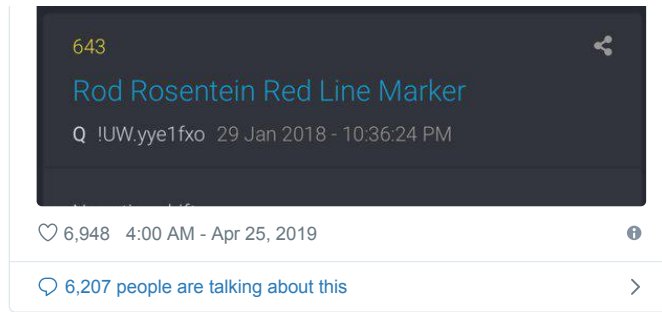 643
Rod Rosentein Red Line Marker
Q !UW.yye1fxo 29 Jan 2018 - 10:36:24 PM
6,948 4:00 AM - Apr 25, 2019
6,207 people are talking about this